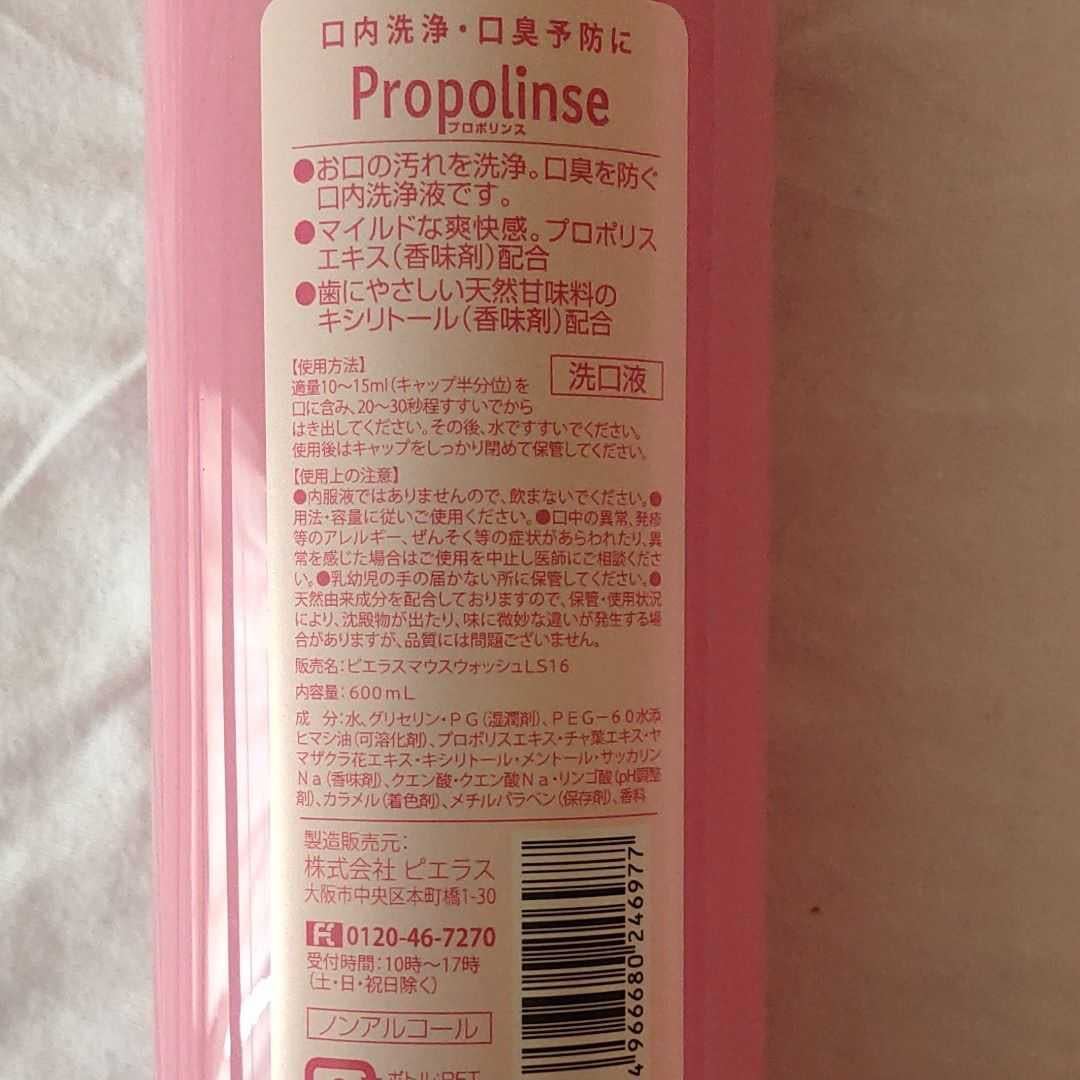 口内洗浄・口臭予防に
Propolinse
プロポリンス
●お口の汚れを洗浄。口臭を防ぐ
口内洗浄液です。
●マイルドな爽快感。プロポリス
エキス(香味剤)配合
●歯にやさしい天然甘味料の
キシリトール(香味剤)配合
【使用方法】
洗口液
適量10～15ml(キャップ半分位)を
口に含み、20～30秒程すすいでから
はき出してください。その後、水ですすいでください。
使用後はキャップをしっかり閉めて保管してください。
【使用上の注意】
●内服液ではありませんので、飲まないでください。●
用法・容量に従いご使用ください。●口中の異常、発疹
等のアレルギー、ぜんそく等の症状があらわれたり、異
常を感じた場合はご使用を中止し医師にご相談くださ
い。●乳幼児の手の届かない所に保管してください。●
天然由来成分を配合しておりますので、保管・使用状況
により、沈殿物が出たり、味に微妙な違いが発生する場
合がありますが、品質には問題ございません。
販売名：ピエラスマウスウォッシュLS16
内容量：600mL
成 分：水、グリセリン・PG(湿潤剤)、PEG－60水添
ヒマシ油(可溶化剤)、プロポリスエキス・チャ葉エキス・ヤ
マザクラ花エキス・キシリトール・メントール・サッカリン
Na(香味剤)、クエン酸・クエン酸Na・リンゴ酸(pH調整
剤)、カラメル(着色剤)、メチルパラベン(保存剤)、香料
製造販売元：
株式会社 ピエラス
大阪市中央区本町橋1-30
0120-46-7270
受付時間：10時～17時
(土・日・祝日除く)
ノンアルコール
ボトル：PET
4966680246977